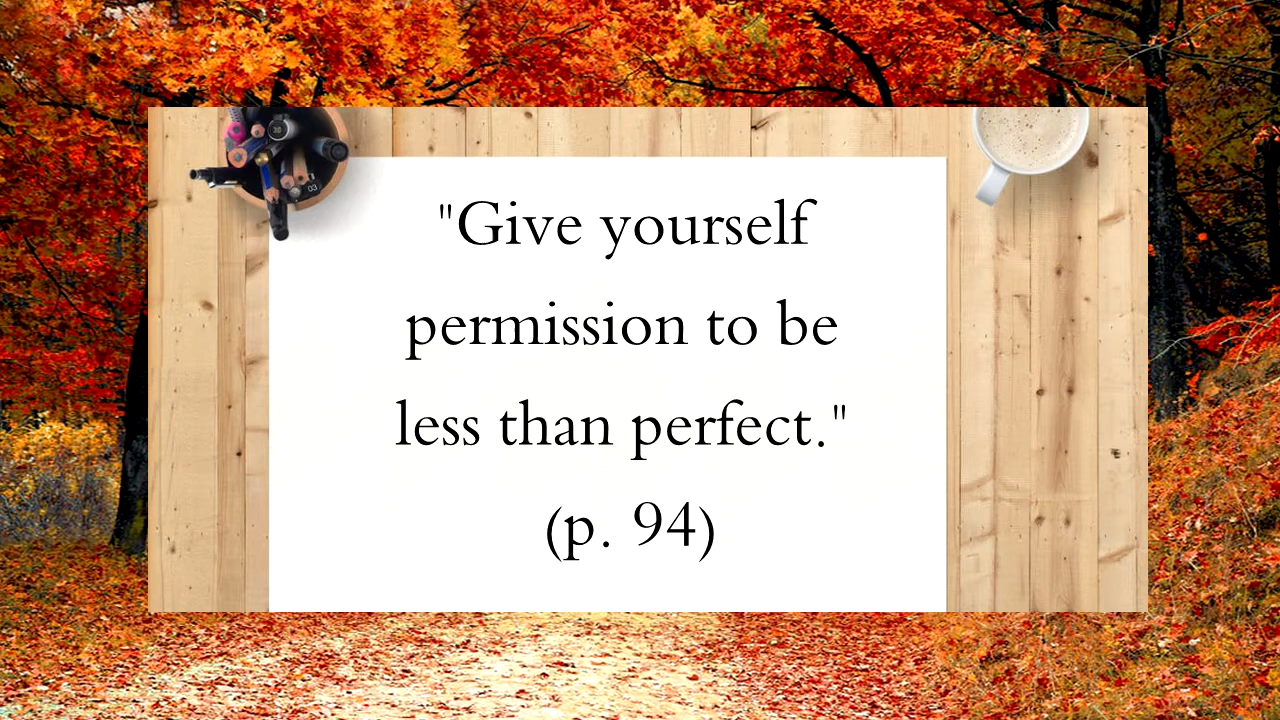 "Give yourself
permission to be
less than perfect."
(p. 94)